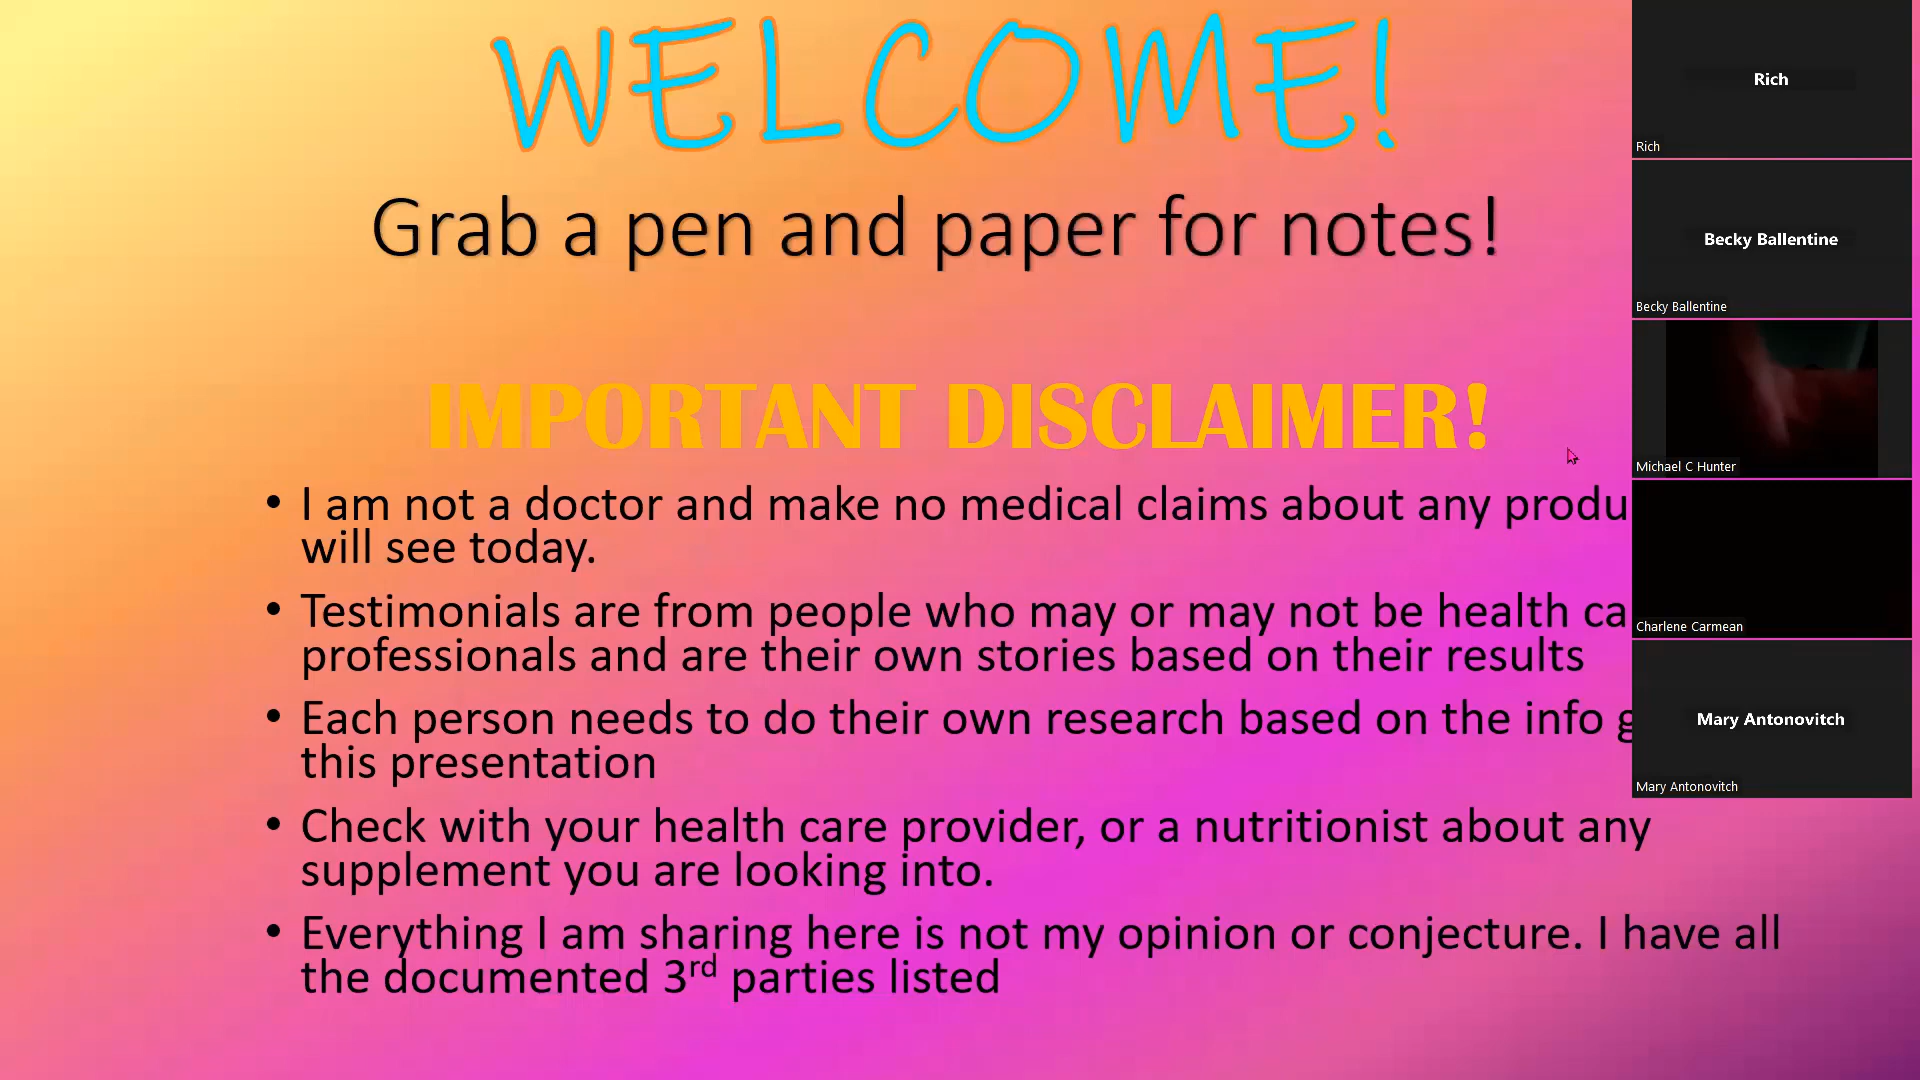 WELCOME!
Grab a pen and paper for notes!
IMPORTANT DISCLAIMER!
• I am not a doctor and make no medical claims about any
will see today.
• Testimonials are from people who may or may not be health
professionals and are their own stories based on their results
• Each person needs to do their own research based on the info
this presentation
• Check with your health care provider, or a nutritionist about any
supplement you are looking into.
• Everything I am sharing here is not my opinion or conjecture. I have all
the documented 3rd parties listed
Rich
Rich
Becky Ballentine
Becky Ballentine
Michael C Hunter
Charlene Carmean
Mary Antonovitch
Mary Antonovitch